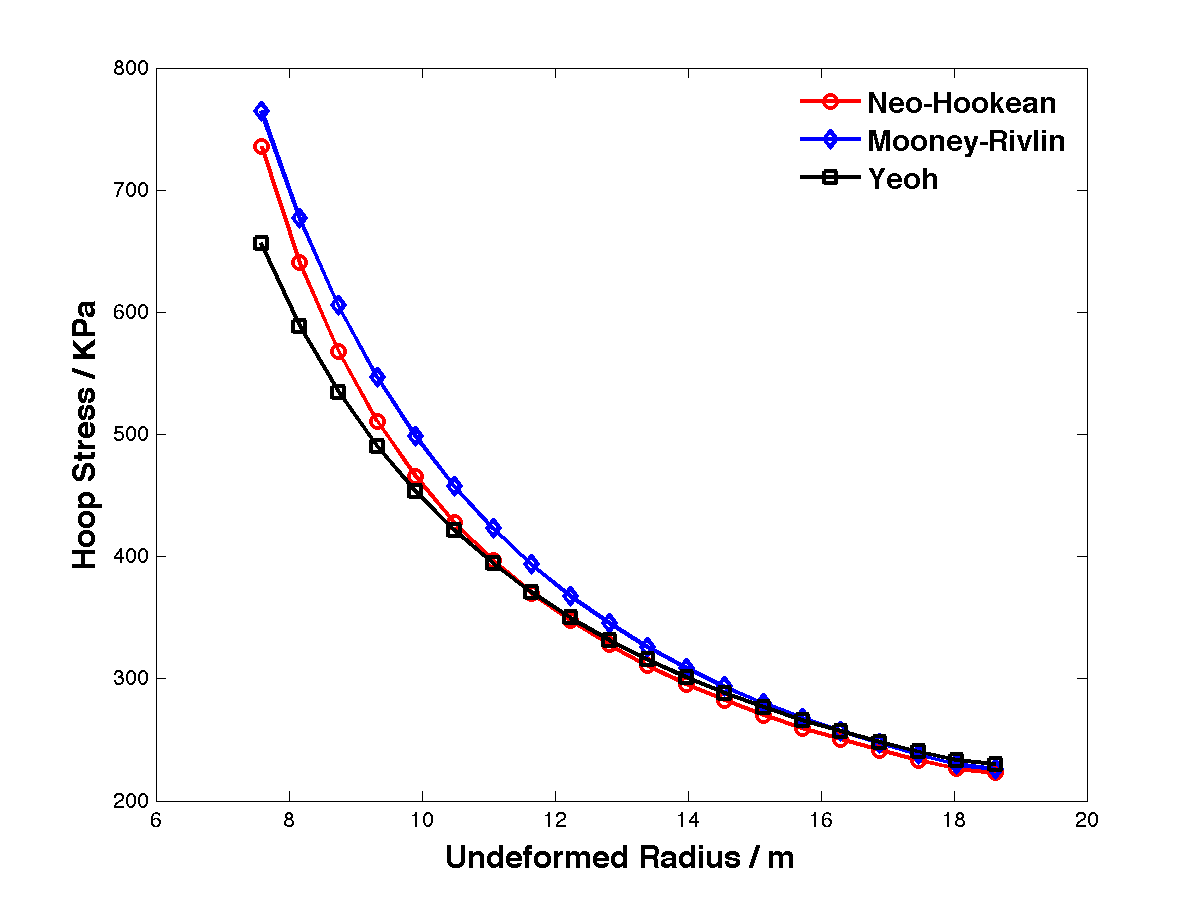 800
700
600
500
400
300
200
6 8 10 12 14 16 18 20
Hoop Stress / KPa
Undeformed Radius / m
Neo-Hookean
Mooney-Rivlin
Yeoh